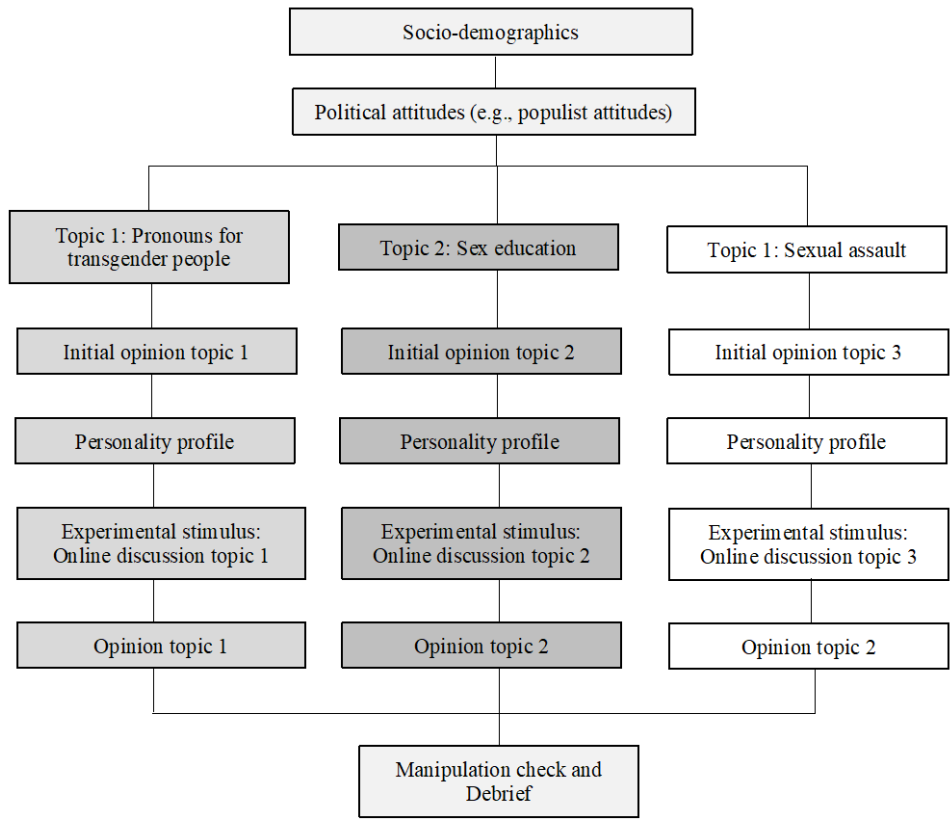 Socio-demographics
Political attitudes (e.g., populist attitudes)
Topic 1: Pronouns for
transgender people
Topic 2: Sex education
Topic 1: Sexual assault
Initial opinion topic 1
Initial opinion topic 2
Initial opinion topic 3
Personality profile
Personality profile
Personality profile
Experimental stimulus:
Online discussion topic 1
Experimental stimulus:
Online discussion topic 2
Experimental stimulus:
Online discussion topic 3
Opinion topic 1
Opinion topic 2
Opinion topic 2
Manipulation check and
Debrief